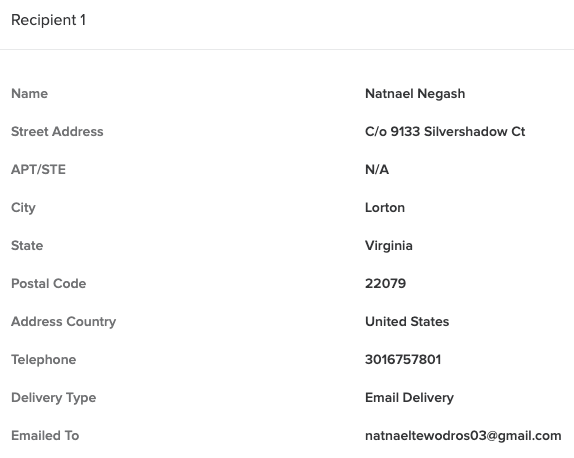 Recipient 1
Name Natnael Negash
Street Address C/o 9133 Silvershadow Ct
APT/STE N/A
City Lorton
State Virginia
Postal Code 22079
Address Country United States
Telephone 3016757801
Delivery Type Email Delivery
Emailed To natnaeltewodros03@gmail.com